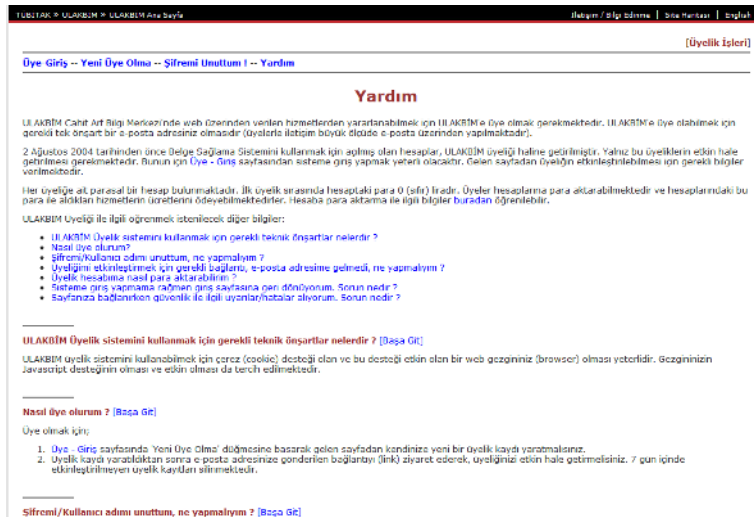 TÜBİTAK » ULAKBİM » ULAKBİM Ana Sayfa
İletişim / Bilgi Edinme | Site Haritası | English
[Üyelik İşleri]
Üye-Giriş -- Yeni Üye Olma -- Şifremi Unuttum ! -- Yardım
Yardım
ULAKBİM Cahit Arf Bilgi Merkezi'nde web üzerinden verilen hizmetlerden yararlanabilmek için ULAKBİM'e üye olmak gerekmektedir. ULAKBİM'e üye olabilmek için
gerekli tek önşart bir e-posta adresiniz olmasıdır (üyelerle iletişim büyük ölçüde e-posta üzerinden yapılmaktadır).
2 Ağustos 2004 tarihinden önce Belge Sağlama Sistemini kullanmak için açılmış olan hesaplar, ULAKBİM üyeliği haline getirilmiştir. Yalnız bu üyeliklerin etkin hale
getirilmesi gerekmektedir. Bunun için Üye - Giriş sayfasından sisteme giriş yapmak yeterli olacaktır. Gelen sayfadan üyeliğin etkinleştirilebilmesi için gerekli bilgiler
verilmektedir.
Her üyeliğe ait parasal bir hesap bulunmaktadır. İlk üyelik sırasında hesaptaki para 0 (sıfır) liradır. Üyeler hesaplarına para aktarabilmektedir ve hesaplarındaki bu
para ile aldıkları hizmetlerin ücretlerini ödeyebilmektedirler. Hesaba para aktarma ile ilgili bilgiler buradan öğrenilebilir.
ULAKBİM Üyeliği ile ilgili öğrenmek istenilecek diğer bilgiler:
• ULAKBİM Üyelik sistemini kullanmak için gerekli teknik önşartlar nelerdir ?
• Nasıl üye olurum?
• Şifremi/Kullanıcı adımı unuttum, ne yapmalıyım ?
• Üyeliğimi etkinleştirmek için gerekli bağlantı, e-posta adresime gelmedi, ne yapmalıyım ?
• Üyelik hesabıma nasıl para aktarabilirim ?
• Sisteme giriş yapmama rağmen giriş sayfasına geri dönüyorum. Sorun nedir ?
• Sayfanıza bağlanırken güvenlik ile ilgili uyarılar/hatalar alıyorum. Sorun nedir ?
ULAKBİM Üyelik sistemini kullanmak için gerekli teknik önşartlar nelerdir ? [Başa Git]
ULAKBİM üyelik sistemini kullanabilmek için çerez (cookie) desteği olan ve bu desteği etkin olan bir web gezgininiz (browser) olması yeterlidir. Gezgininizin
Javascript desteğinin olması ve etkin olması da tercih edilmektedir.
Nasıl üye olurum ? [Başa Git]
Üye olmak için;
1. Üye - Giriş sayfasında 'Yeni Üye Olma' düğmesine basarak gelen sayfadan kendinize yeni bir üyelik kaydı yaratmalısınız.
2. Üyelik kaydı yaratıldıktan sonra e-posta adresinize gönderilen bağlantıyı (link) ziyaret ederek, üyeliğinizi etkin hale getirmelisiniz. 7 gün içinde
etkinleştirilmeyen üyelik kayıtları silinmektedir.
Şifremi/Kullanıcı adımı unuttum, ne yapmalıyım ? [Başa Git]